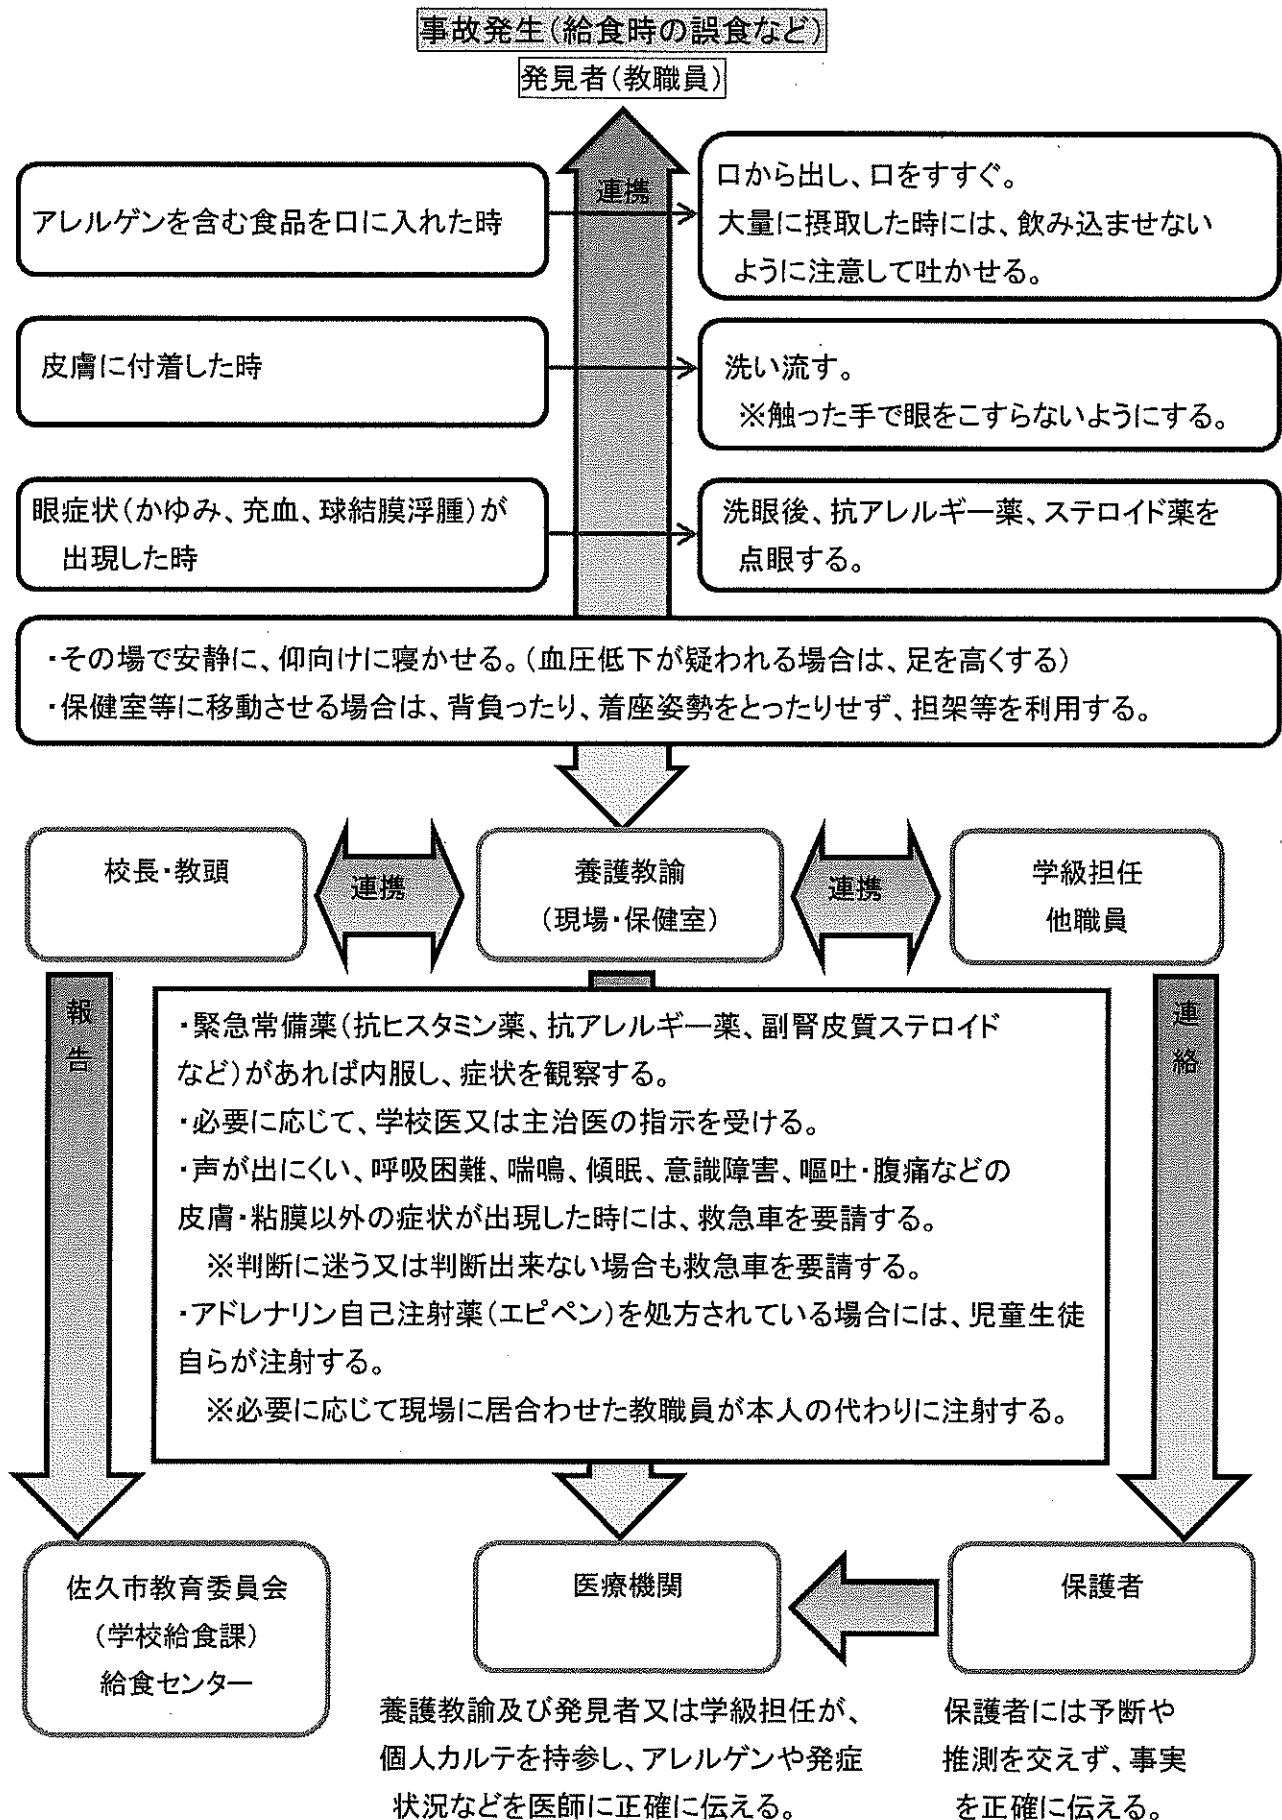 事故発生(給食時の誤食など)
発見者(教職員)
連携
アレルゲンを含む食品を口に入れた時
口から出し、口をすすぐ。
大量に摂取した時には、飲み込ませない
ように注意して吐かせる。
皮膚に付着した時
洗い流す。
※触った手で眼をこすらないようにする。
眼症状(かゆみ、充血、球結膜浮腫)が
出現した時
洗眼後、抗アレルギー薬、ステロイド薬を
点眼する。
・その場で安静に、仰向けに寝かせる。(血圧低下が疑われる場合は、足を高くする)
・保健室等に移動させる場合は、背負ったり、着座姿勢をとったりせず、担架等を利用する。
校長・教頭
連携
養護教諭
(現場・保健室)
連携
学級担任
他職員
報告
・緊急常備薬(抗ヒスタミン薬、抗アレルギー薬、副腎皮質ステロイド
など)があれば内服し、症状を観察する。
・必要に応じて、学校医又は主治医の指示を受ける。
・声が出にくい、呼吸困難、喘鳴、傾眠、意識障害、嘔吐・腹痛などの
皮膚・粘膜以外の症状が出現した時には、救急車を要請する。
※判断に迷う又は判断出来ない場合も救急車を要請する。
・アドレナリン自己注射薬(エピペン)を処方されている場合には、児童生徒
自らが注射する。
※必要に応じて現場に居合わせた教職員が本人の代わりに注射する。
連絡
佐久市教育委員会
(学校給食課)
給食センター
医療機関
保護者
養護教諭及び発見者又は学級担任が、
個人カルテを持参し、アレルゲンや発症
状況などを医師に正確に伝える。
保護者には予断や
推測を交えず、事実
を正確に伝える。